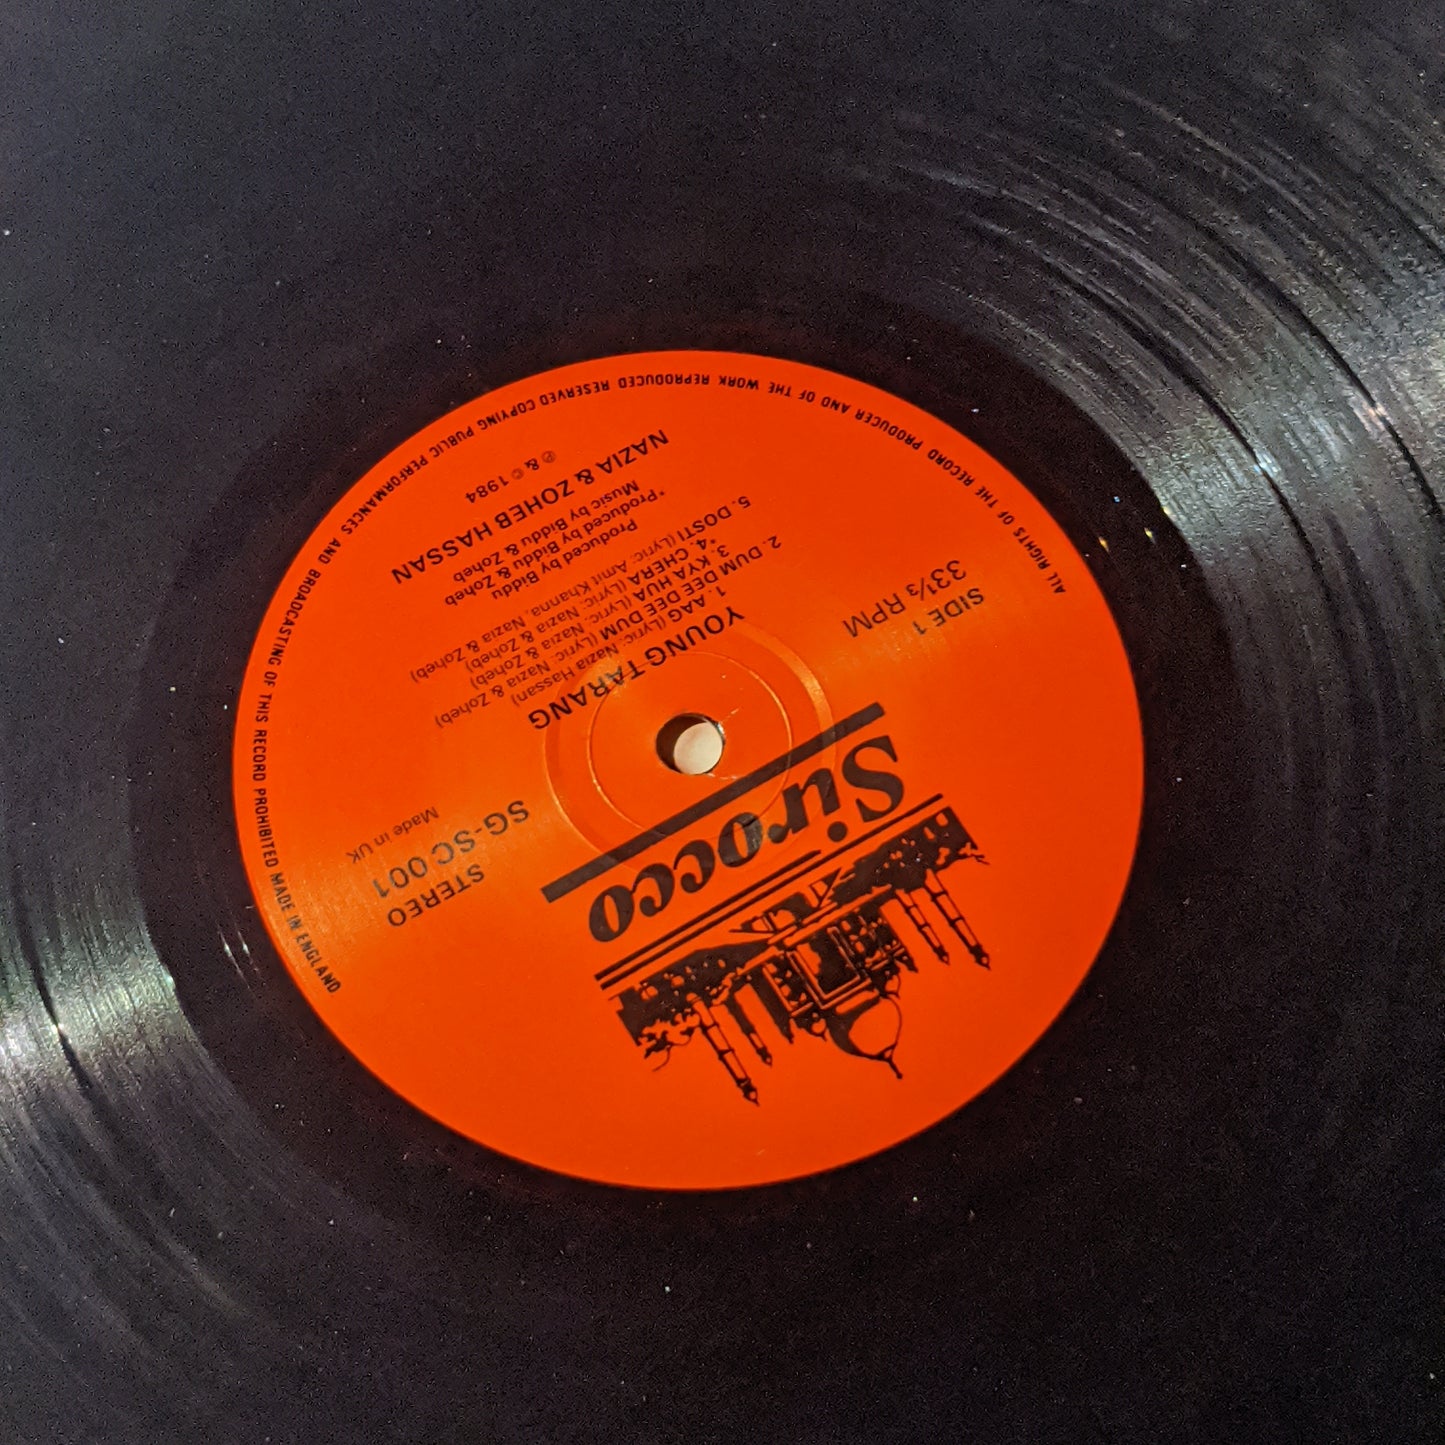 Sirocco
SIDE 1
33⅓ RPM
STEREO
SG-SC 001
Made in UK
YOUNG TARANG
1. AAG (Lyric: Nazia Hassan)
2. DUM DEE DEE DUM (Lyric: Nazia & Zoheb)
3. KYA HUA (Lyric: Nazia & Zoheb)
*4. CHERA (Lyric: Nazia & Zoheb)
5. DOSTI (Lyric: Amit Khanna, Nazia & Zoheb)
Produced by Biddu
*Produced by Biddu & Zoheb
Music by Biddu & Zoheb
NAZIA & ZOHEB HASSAN
℗ & © 1984
ALL RIGHTS OF THE RECORD PRODUCER AND OF THE WORK REPRODUCED RESERVED COPYING PUBLIC PERFORMANCES AND BROADCASTING OF THIS RECORD PROHIBITED MADE IN ENGLAND.